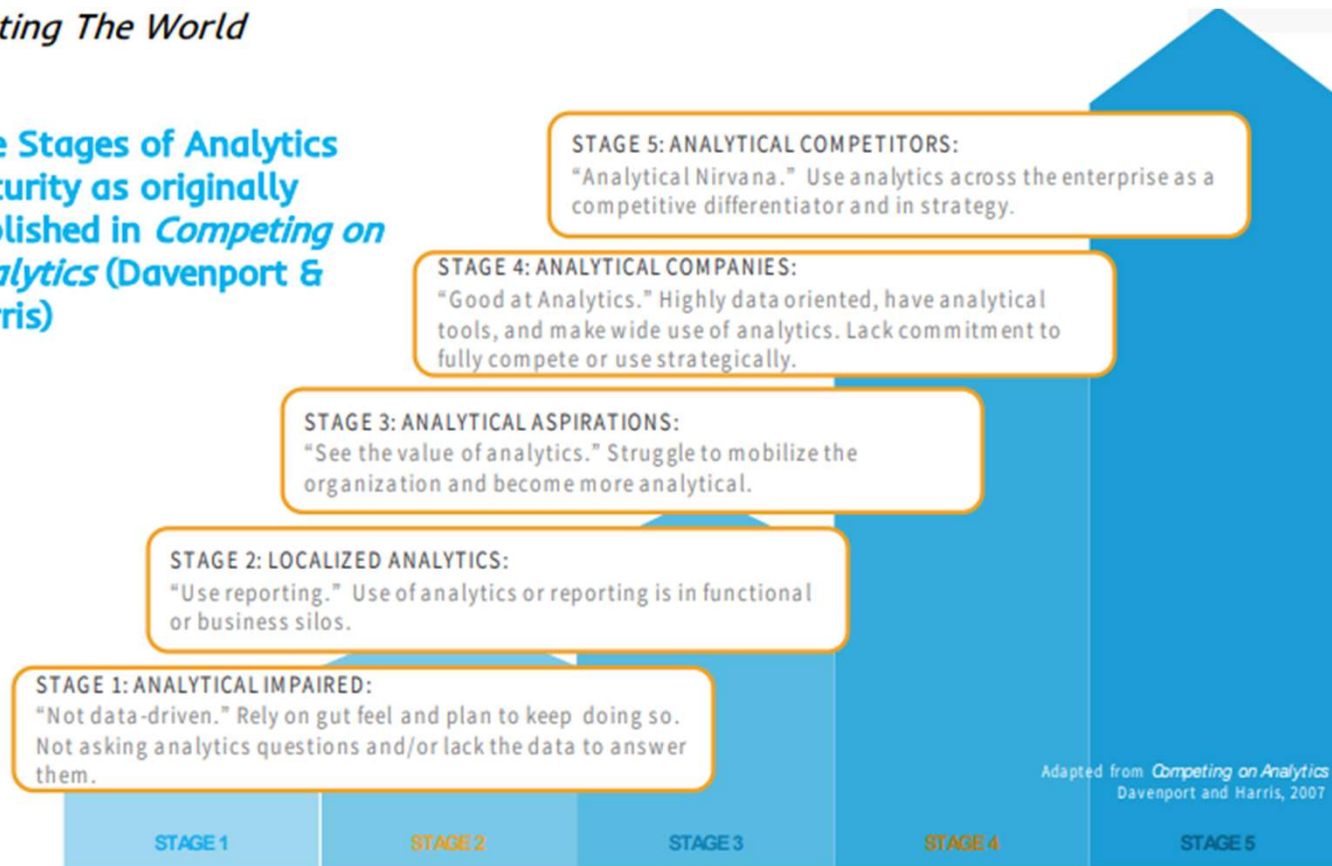 ting The World
e Stages of Analytics
turity as originally
olished in Competing on
alytics (Davenport &
ris)
STAGE 5: ANALYTICAL COMPETITORS:
“Analytical Nirvana.” Use analytics across the enterprise as a
competitive differentiator and in strategy.
STAGE 4: ANALYTICAL COMPANIES:
“Good at Analytics.” Highly data oriented, have analytical
tools, and make wide use of analytics. Lack commitment to
fully compete or use strategically.
STAGE 3: ANALYTICAL ASPIRATIONS:
“See the value of analytics.” Struggle to mobilize the
organization and become more analytical.
STAGE 2: LOCALIZED ANALYTICS:
“Use reporting.” Use of analytics or reporting is in functional
or business silos.
STAGE 1: ANALYTICAL IMPAIRED:
“Not data-driven.” Rely on gut feel and plan to keep doing so.
Not asking analytics questions and/or lack the data to answer
them.
Adapted from Competing on Analytics
Davenport and Harris, 2007
STAGE 1
STAGE 2
STAGE 3
STAGE 4
STAGE 5